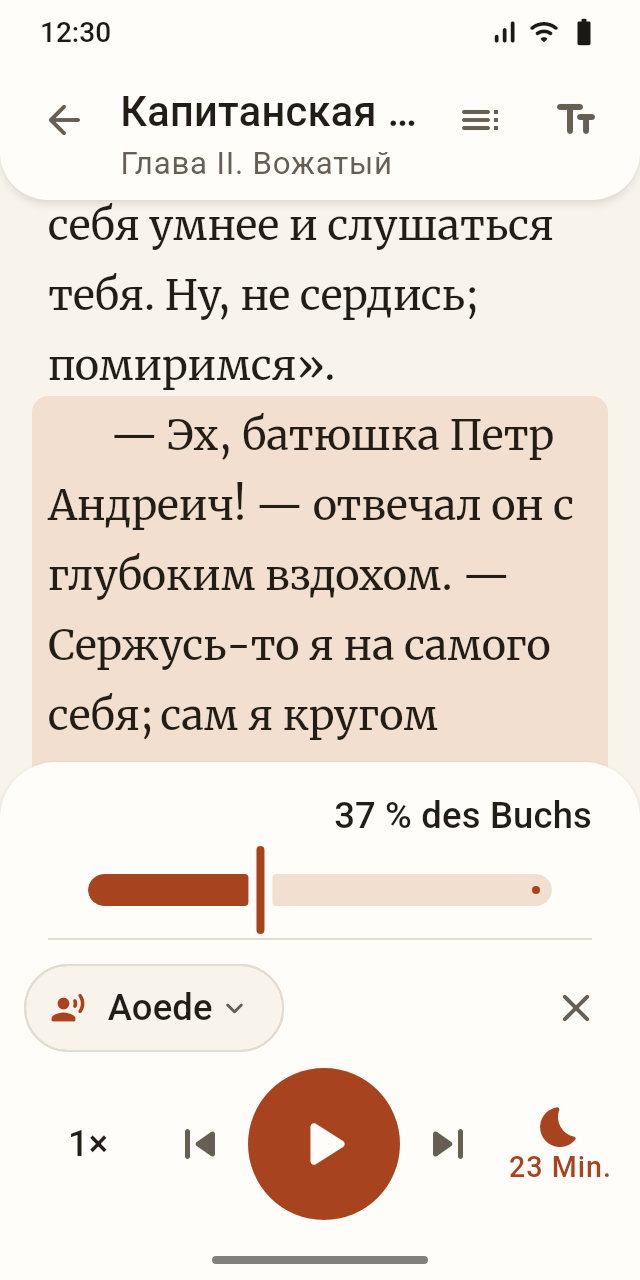 12:30
Капитанская ...
Глава II. Вожатый
себя умнее и слушаться
тебя. Ну, не сердись;
помиримся».
— Эх, батюшка Петр
Андреич! — отвечал он с
глубоким вздохом. —
Сержусь-то я на самого
себя; сам я кругом
37 % des Buchs
Aoede
1×
23 Min.